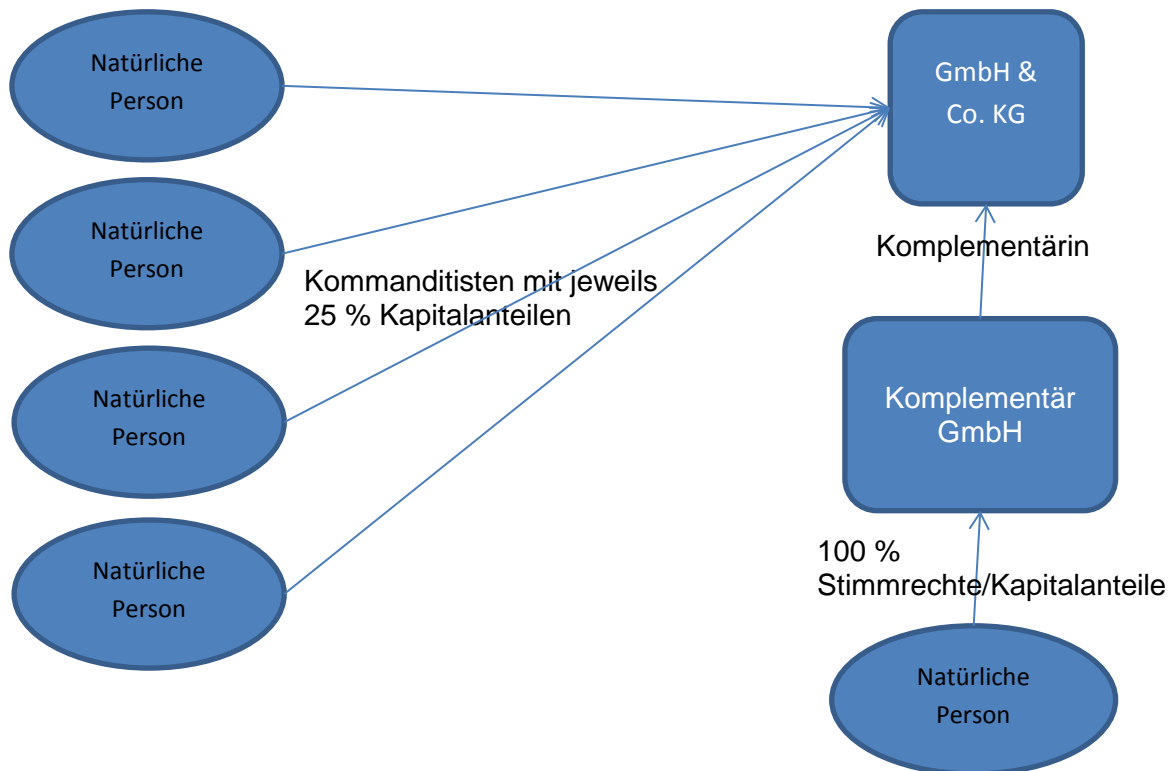 Natürliche
Person
GmbH &
Co. KG
Natürliche
Person
Komplementärin
Kommanditisten mit jeweils
25 % Kapitalanteilen
Natürliche
Person
Komplementär
GmbH
Natürliche
Person
100 %
Stimmrechte/Kapitalanteile
Natürliche
Person